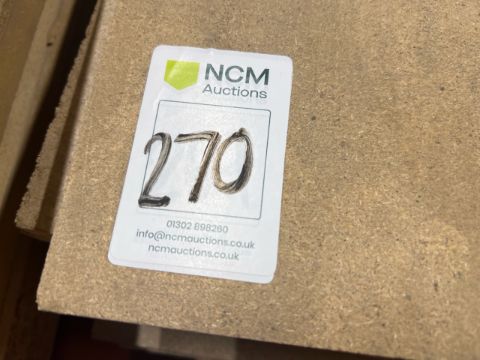 NCM
Auctions
270
01302 898260
info@ncmauctions.co.uk
ncmauctions.co.uk